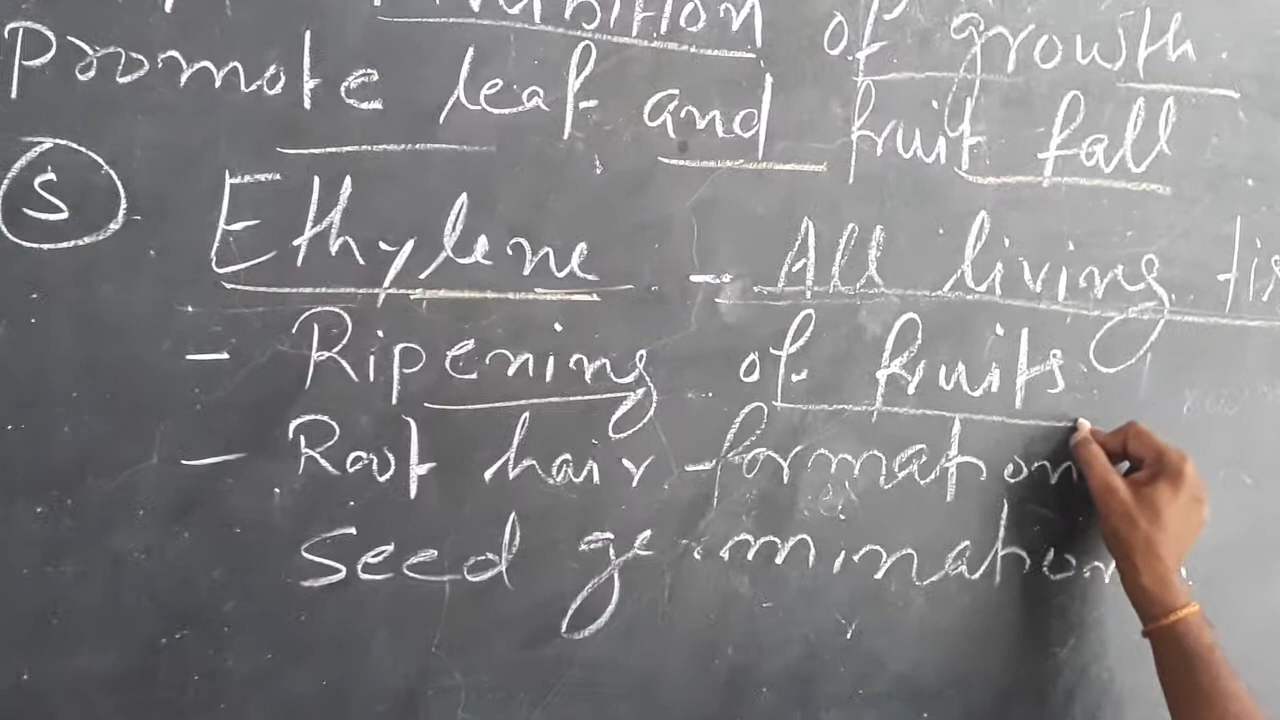 of growth.
Promote leaf and fruit fall
5 Ethylene - All living
- Ripening of fruits.
- Root hair formation
Seed germination.